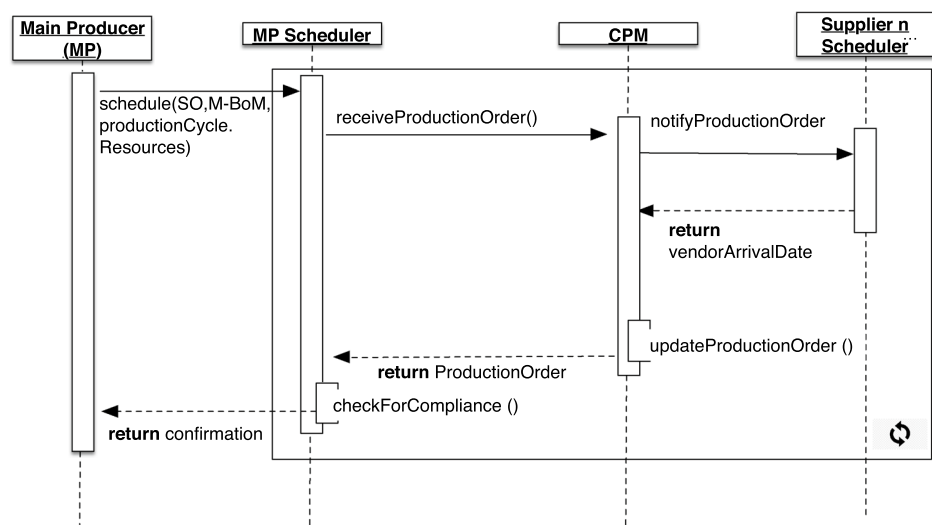 Main Producer
(MP)
MP Scheduler
CPM
Supplier n
Scheduler...
schedule(SO,M-BoM,
productionCycle.
Resources)
receiveProductionOrder()
notifyProductionOrder
return
vendorArrivalDate
updateProductionOrder ()
return ProductionOrder
checkForCompliance ()
return confirmation